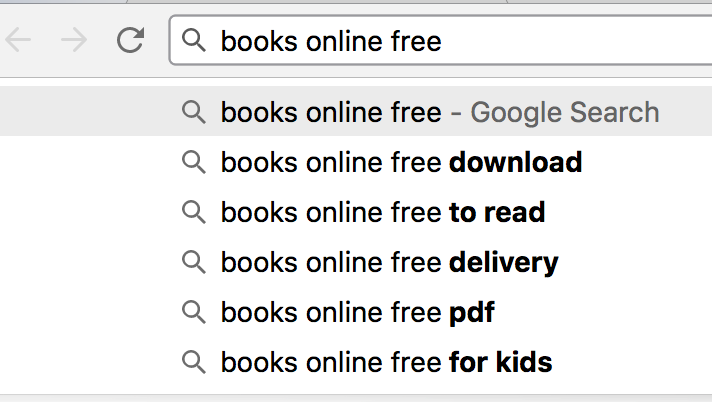 books online free
books online free - Google Search
books online free download
books online free to read
books online free delivery
books online free pdf
books online free for kids